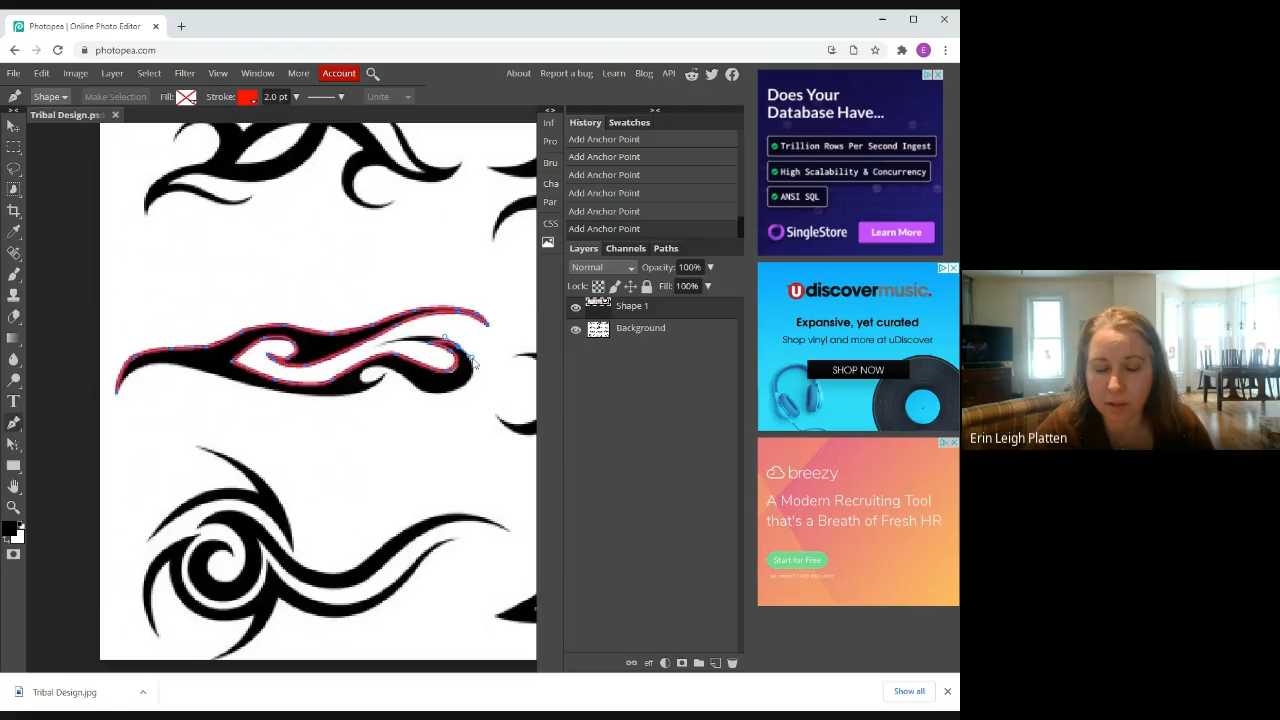 Photopea | Online Photo Editor
photopea.com
E
File Edit Image Layer Select Filter View Window More Account
About Report a bug Learn Blog API
Shape Make Selection Fill: Stroke: 2.0 pt Unite
Tribal Design.psd
Inf
Pro
Bru
Cha
Par
CSS
History Swatches
Add Anchor Point
Add Anchor Point
Add Anchor Point
Add Anchor Point
Add Anchor Point
Add Anchor Point
Layers Channels Paths
Normal Opacity: 100%
Lock: Fill: 100%
Shape 1
Background
eff
Does Your
Database Have...
Trillion Rows Per Second Ingest
High Scalability & Concurrency
ANSI SQL
SingleStore
Learn More
udiscovermusic.
Expansive, yet curated
Shop vinyl and more at uDiscover
SHOP NOW
breezy
A Modern Recruiting Tool
that's a Breath of Fresh HR
Start for Free
Erin Leigh Platten
Tribal Design.jpg
Show all